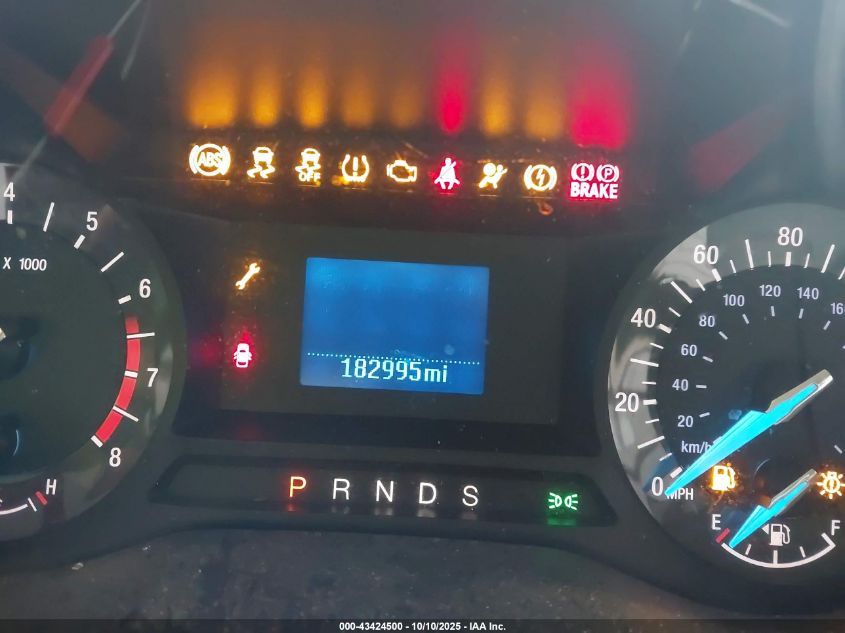 ABS OFF BRAKE
P
4 5 6 7 8
X 1000
H
182995mi
P R N D S
0 20 40 60 80
20 40 60 80 100 120 140
km/h
MPH
E F
000-43424500 - 10/10/2025 - IAA Inc.